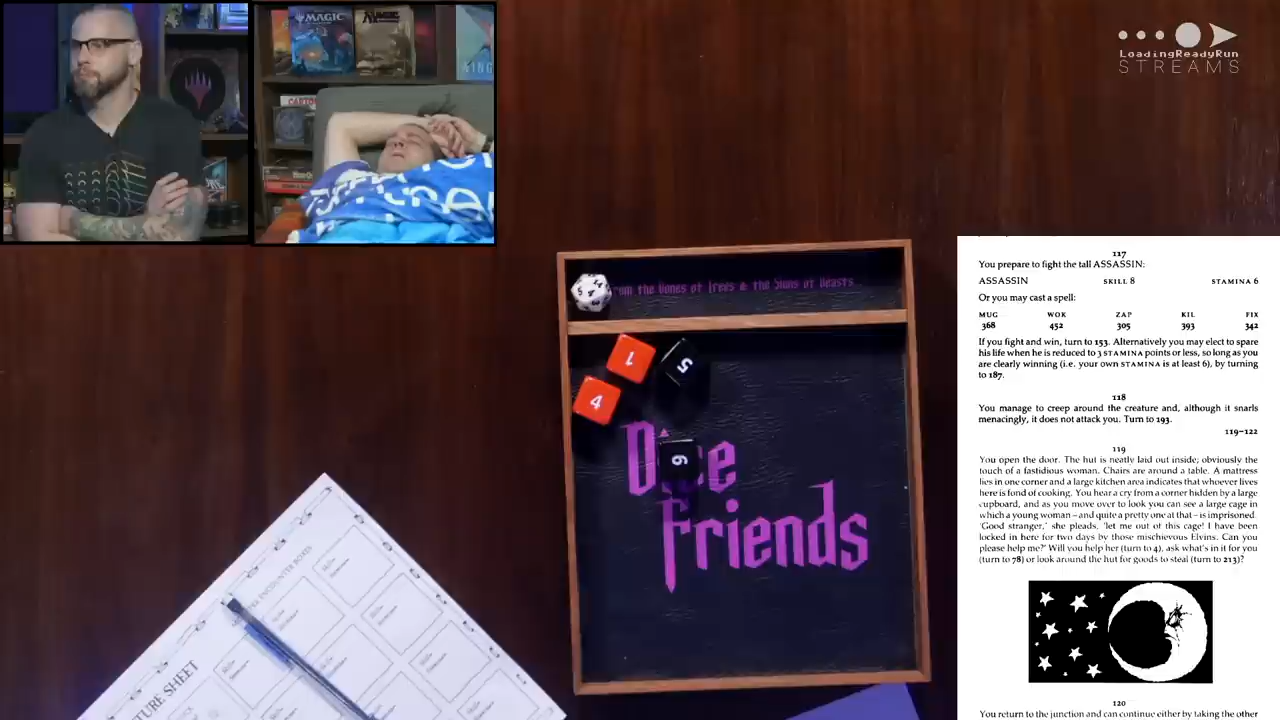 MAGIC
LoadingReadyRun
STREAMS
KING
from the Bones of Trees & the Skins of Beasts
1
5
4
6
Dice
Friends
ENCOUNTER BOXES
117
You prepare to fight the tall ASSASSIN:
ASSASSIN SKILL 8 STAMINA 6
Or you may cast a spell:
MUG WOK ZAP KIL FIX
368 452 305 393 342
If you fight and win, turn to 153. Alternatively you may elect to spare
his life when he is reduced to 3 STAMINA points or less, so long as you
are clearly winning (i.e. your own STAMINA is at least 6), by turning
to 187.
118
You manage to creep around the creature and, although it snarls
menacingly, it does not attack you. Turn to 193.
119–122
119
You open the door. The hut is neatly laid out inside; obviously the
touch of a fastidious woman. Chairs are around a table. A mattress
lies in one corner and a large kitchen area indicates that whoever lives
here is fond of cooking. You hear a cry from a corner hidden by a large
cupboard, and as you move over to look you can see a large cage in
which a young woman – and quite a pretty one at that – is imprisoned.
'Good stranger,' she pleads, 'let me out of this cage! I have been
locked in here for two days by those mischievous Elvins. Can you
please help me?' Will you help her (turn to 4), ask what's in it for you
(turn to 78) or look around the hut for goods to steal (turn to 213)?
120
You return to the junction and can continue either by taking the other